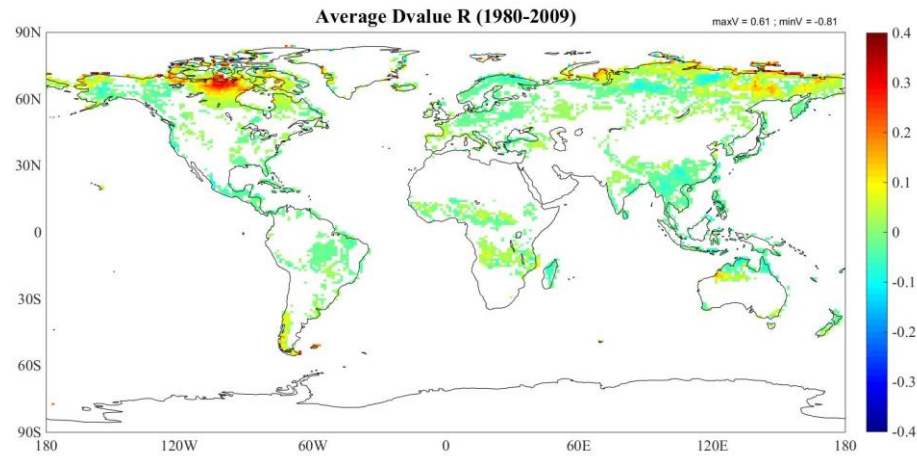 Average Dvalue R (1980-2009)
maxV = 0.61 ; minV = -0.81
90N
60N
30N
0
30S
60S
90S
180
120W
60W
0
60E
120E
180
0.4
0.3
0.2
0.1
0
-0.1
-0.2
-0.3
-0.4